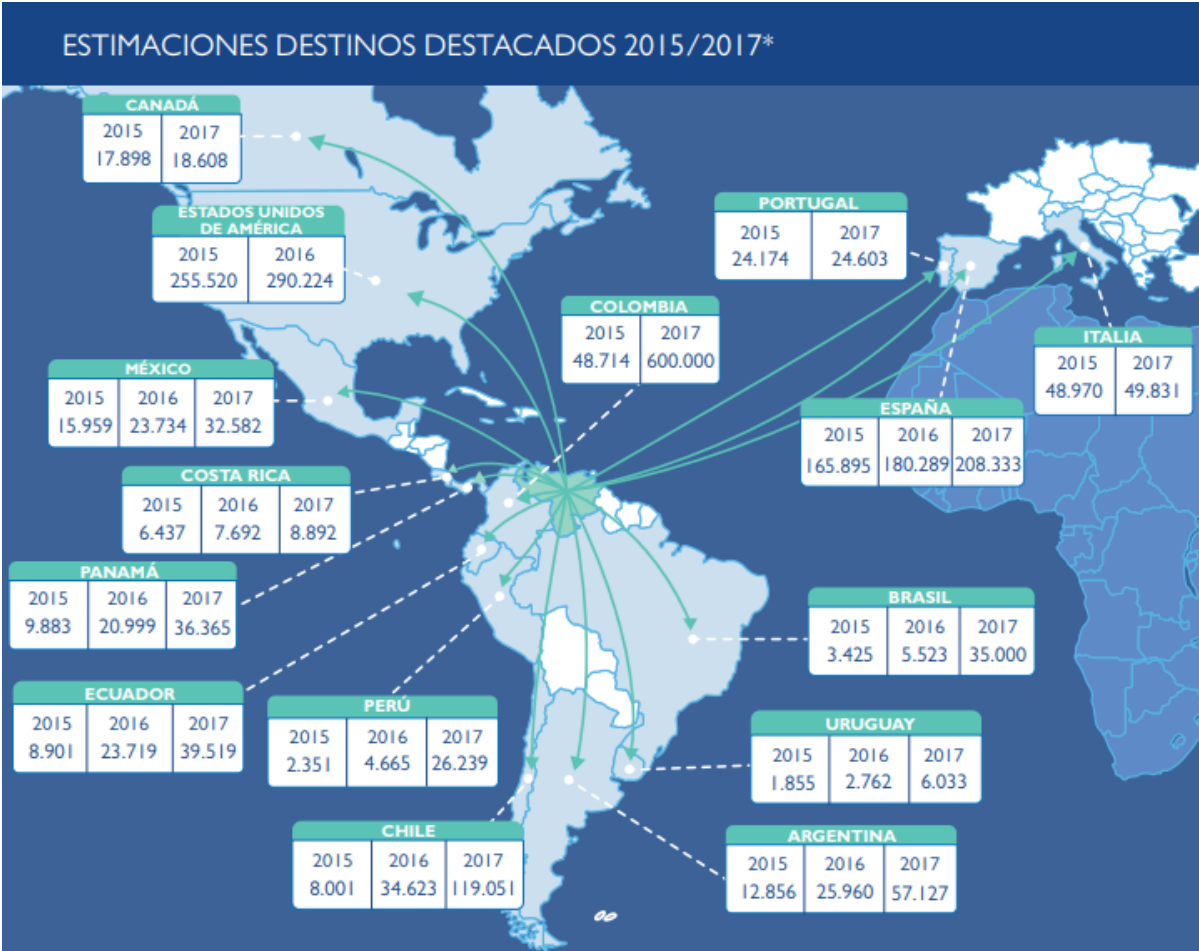 ESTIMACIONES DESTINOS DESTACADOS 2015/2017*
CANADÁ
2015 2017
17.898 18.608
ESTADOS UNIDOS
DE AMÉRICA
2015 2016
255.520 290.224
PORTUGAL
2015 2017
24.174 24.603
COLOMBIA
2015 2017
48.714 600.000
ITALIA
2015 2017
48.970 49.831
MÉXICO
2015 2016 2017
15.959 23.734 32.582
ESPAÑA
2015 2016 2017
165.895 180.289 208.333
COSTA RICA
2015 2016 2017
6.437 7.692 8.892
PANAMÁ
2015 2016 2017
9.883 20.999 36.365
BRASIL
2015 2016 2017
3.425 5.523 35.000
ECUADOR
2015 2016 2017
8.901 23.719 39.519
PERÚ
2015 2016 2017
2.351 4.665 26.239
URUGUAY
2015 2016 2017
1.855 2.762 6.033
CHILE
2015 2016 2017
8.001 34.623 119.051
ARGENTINA
2015 2016 2017
12.856 25.960 57.127